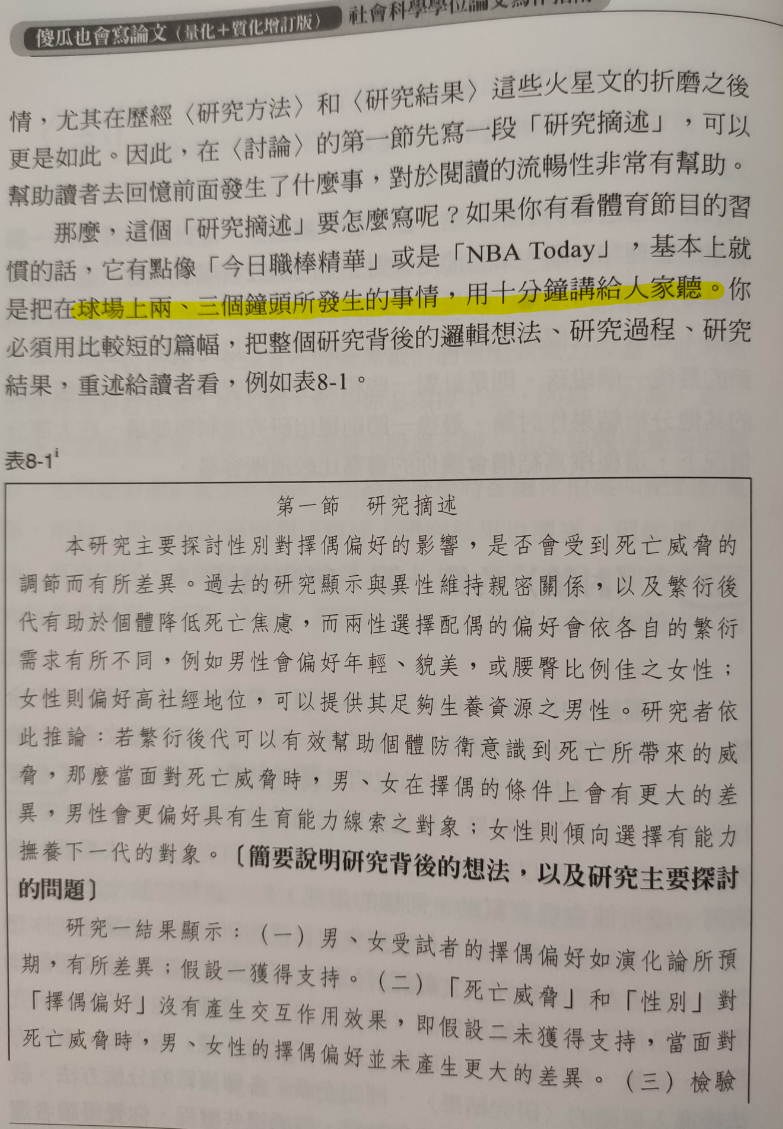 傻瓜也會寫論文（量化＋質化增訂版） 社會科學學位論文寫作指南
情，尤其在歷經〈研究方法〉和〈研究結果〉這些火星文的折磨之後
更是如此。因此，在〈討論〉的第一節先寫一段「研究摘述」，可以
幫助讀者去回憶前面發生了什麼事，對於閱讀的流暢性非常有幫助。
那麼，這個「研究摘述」要怎麼寫呢？如果你有看體育節目的習
慣的話，它有點像「今日職棒精華」或是「NBA Today」，基本上就
是把在球場上兩、三個鐘頭所發生的事情，用十分鐘講給人家聽。你
必須用比較短的篇幅，把整個研究背後的邏輯想法、研究過程、研究
結果，重述給讀者看，例如表8-1。
表8-1i
第一節　研究摘述
本研究主要探討性別對擇偶偏好的影響，是否會受到死亡威脅的
調節而有所差異。過去的研究顯示與異性維持親密關係，以及繁衍後
代有助於個體降低死亡焦慮，而兩性選擇配偶的偏好會依各自的繁衍
需求有所不同，例如男性會偏好年輕、貌美，或腰臀比例佳之女性；
女性則偏好高社經地位，可以提供其足夠生養資源之男性。研究者依
此推論：若繁衍後代可以有效幫助個體防衛意識到死亡所帶來的威
脅，那麼當面對死亡威脅時，男、女在擇偶的條件上會有更大的差
異，男性會更偏好具有生育能力線索之對象；女性則傾向選擇有能力
撫養下一代的對象。〔簡要說明研究背後的想法，以及研究主要探討
的問題〕
研究一結果顯示：（一）男、女受試者的擇偶偏好如演化論所預
期，有所差異；假設一獲得支持。（二）「死亡威脅」和「性別」對
「擇偶偏好」沒有產生交互作用效果，即假設二未獲得支持，當面對
死亡威脅時，男、女性的擇偶偏好並未產生更大的差異。（三）檢驗